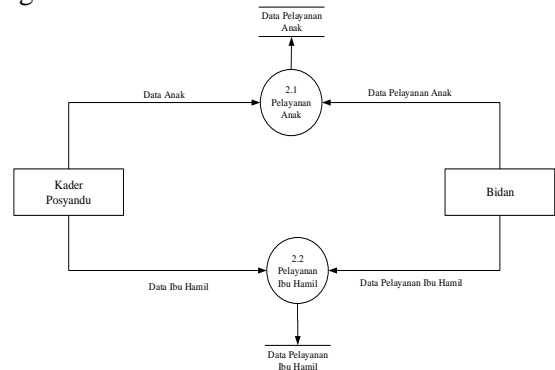 Data Pelayanan
Anak
2.1
Pelayanan
Anak
Data Anak
Data Pelayanan Anak
Kader
Posyandu
Bidan
2.2
Pelayanan
Ibu Hamil
Data Ibu Hamil
Data Pelayanan Ibu Hamil
Data Pelayanan
Ibu Hamil